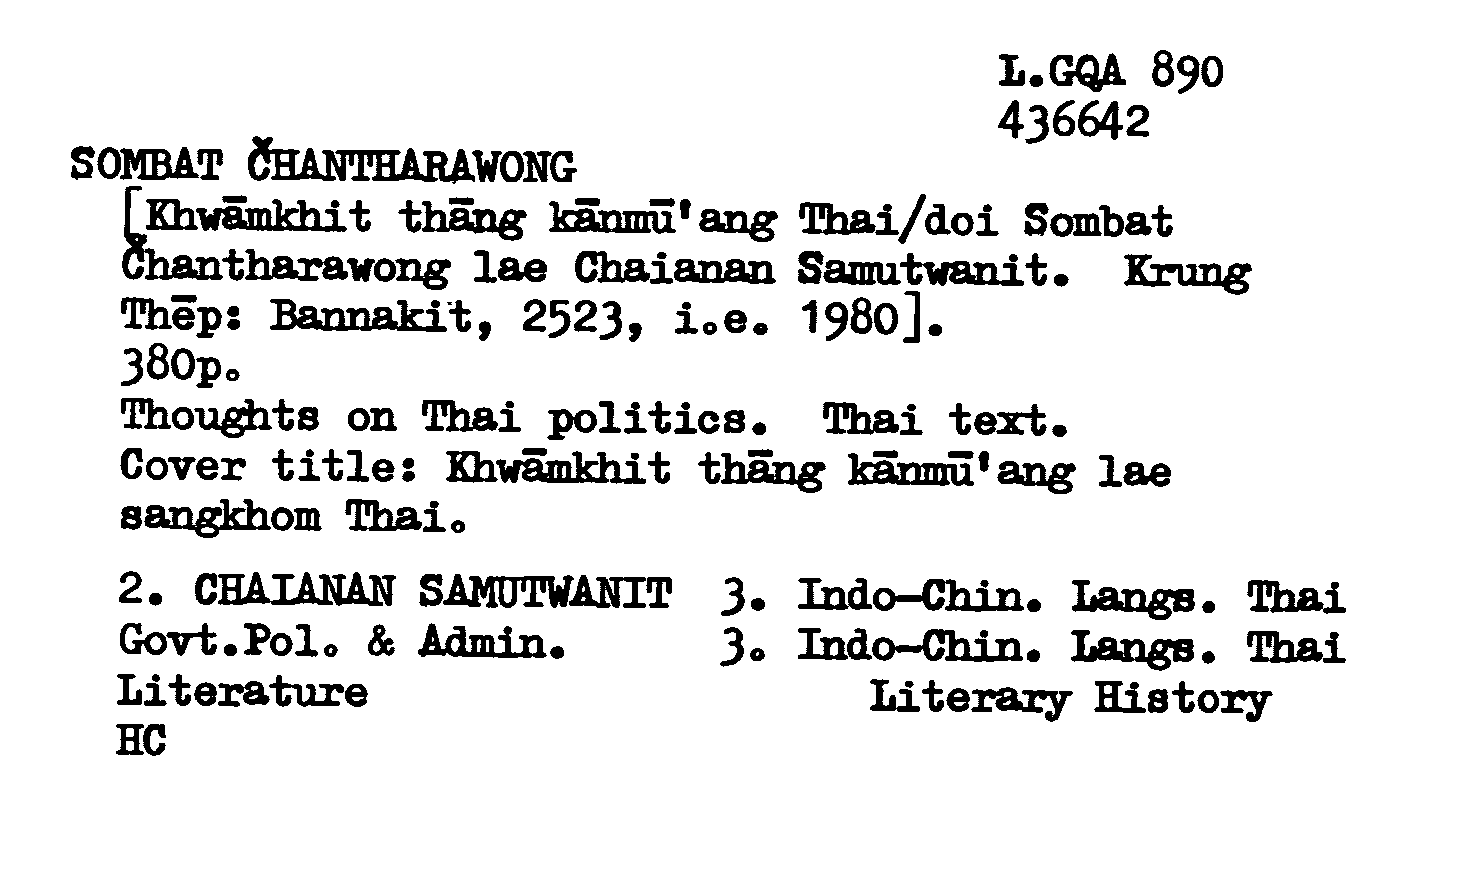 L.GQA 890
436642
SOMBAT ČHANTHARAWONG
[Khwāmkhit thāng kānmū'ang Thai/doi Sombat
Čhantharawong lae Chaianan Samutwanit. Krung
Thēp: Bannakit, 2523, i.e. 1980].
380p.
Thoughts on Thai politics. Thai text.
Cover title: Khwāmkhit thāng kānmū'ang lae
sangkhom Thai.
2. CHAIANAN SAMUTWANIT 3. Indo-Chin. Langs. Thai
Govt.Pol. & Admin. 3. Indo-Chin. Langs. Thai
Literature Literary History
HC